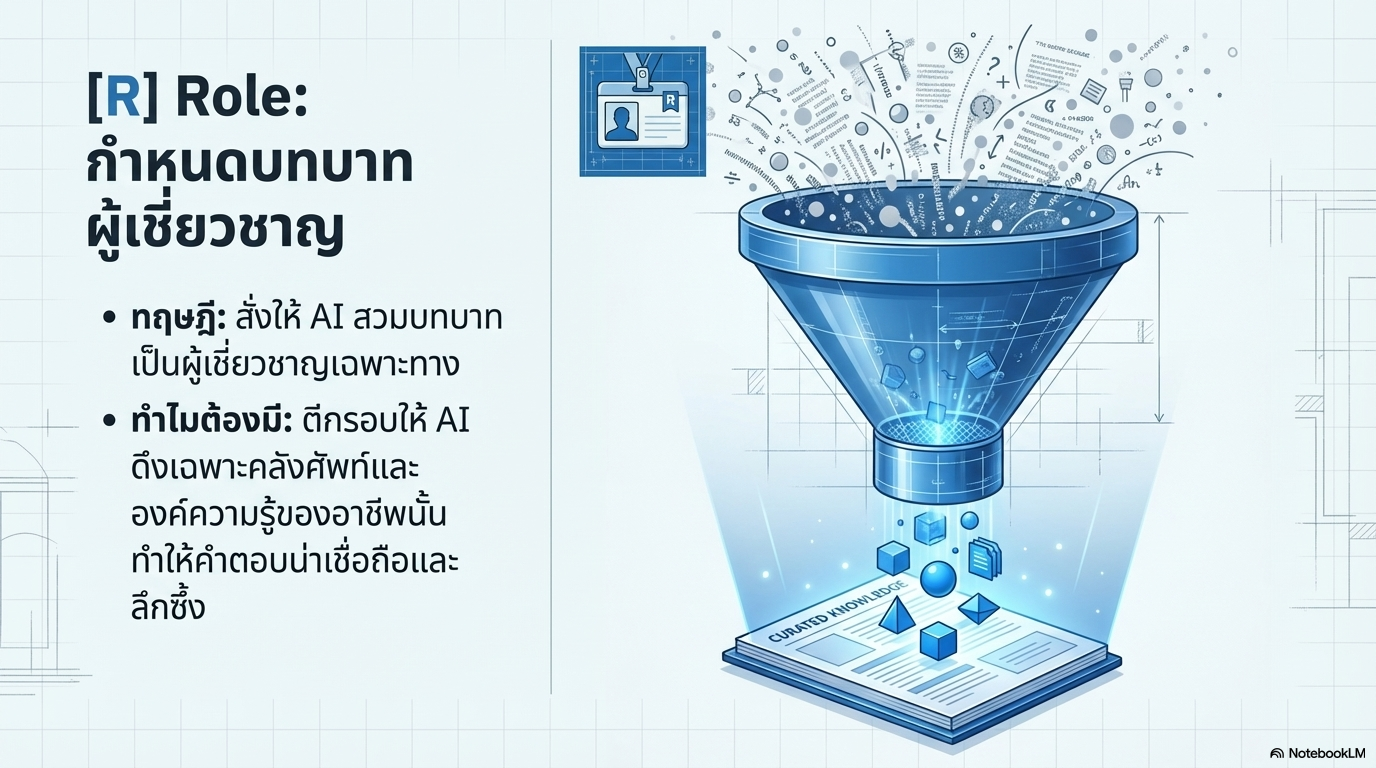 [R] Role:
กำหนดบทบาท
ผู้เชี่ยวชาญ
• ทฤษฎี: สั่งให้ AI สวมบทบาท
เป็นผู้เชี่ยวชาญเฉพาะทาง
• ทำไมต้องมี: ตีกรอบให้ AI
ดึงเฉพาะคลังศัพท์และ
องค์ความรู้ของอาชีพนั้น
ทำให้คำตอบน่าเชื่อถือและ
ลึกซึ้ง
R
CURATED KNOWLEDGE
NotebookLM